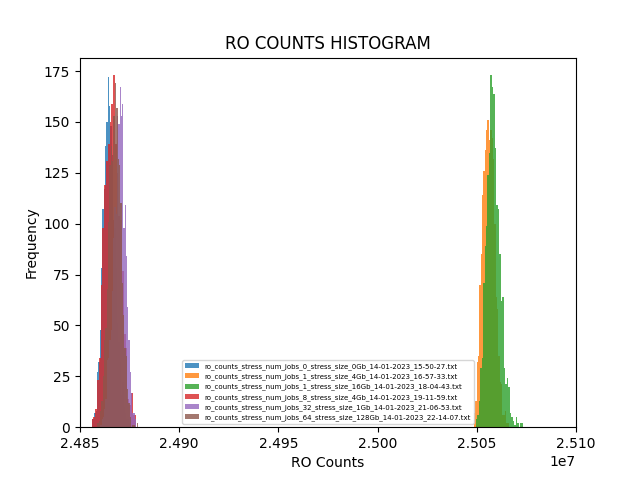 RO COUNTS HISTOGRAM
175
150
125
100
75
50
25
0
Frequency
ro_counts_stress_num_jobs_0_stress_size_0Gb_14-01-2023_15-50-27.txt
ro_counts_stress_num_jobs_1_stress_size_4Gb_14-01-2023_16-57-33.txt
ro_counts_stress_num_jobs_1_stress_size_16Gb_14-01-2023_18-04-43.txt
ro_counts_stress_num_jobs_8_stress_size_4Gb_14-01-2023_19-11-59.txt
ro_counts_stress_num_jobs_32_stress_size_1Gb_14-01-2023_21-06-53.txt
ro_counts_stress_num_jobs_64_stress_size_128Gb_14-01-2023_22-14-07.txt
2.485 2.490 2.495 2.500 2.505 2.510
RO Counts
1e7